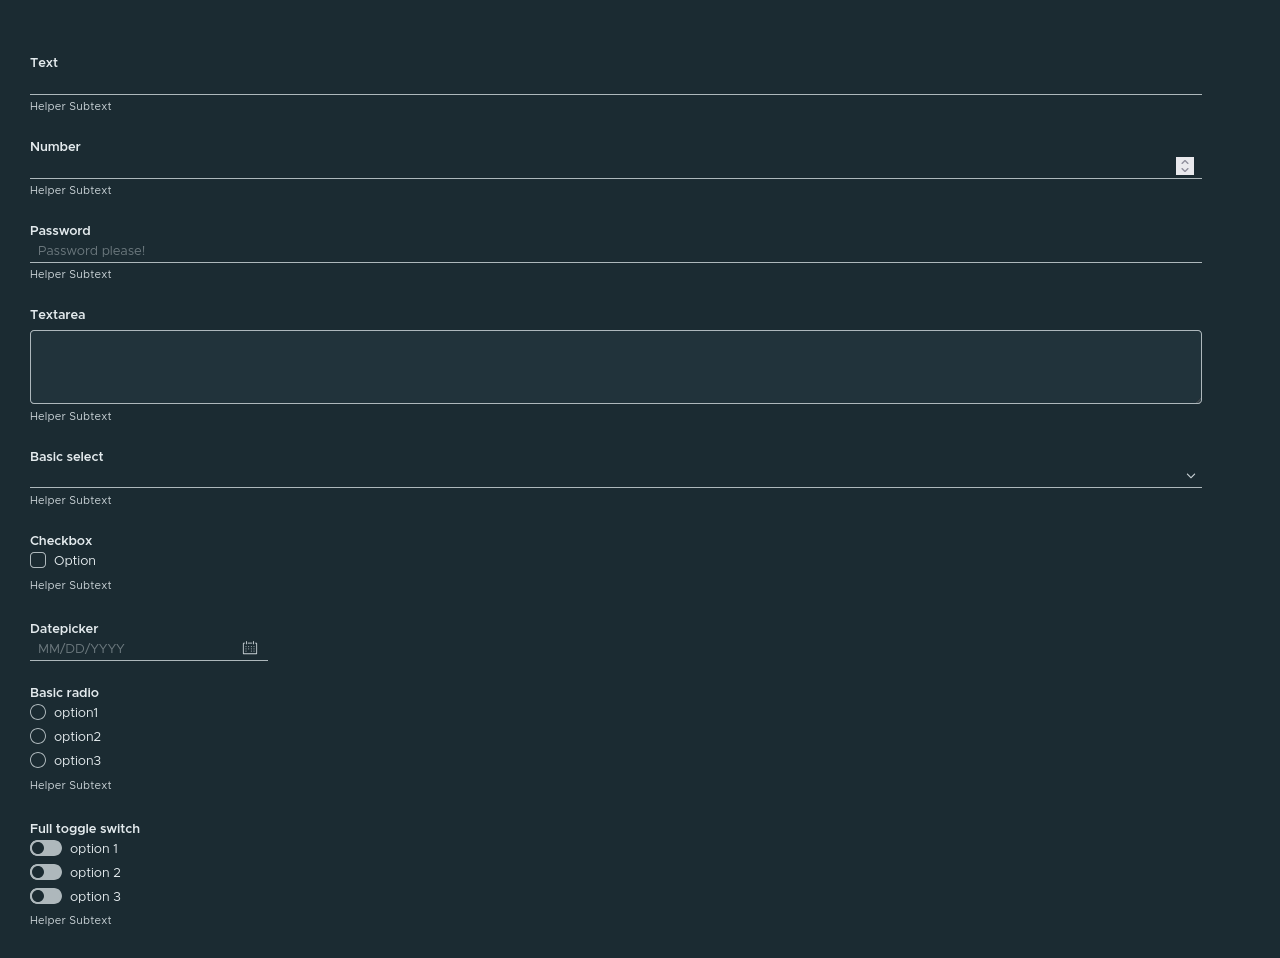 Text
Helper Subtext
Number
Helper Subtext
Password
Password please!
Helper Subtext
Textarea
Helper Subtext
Basic select
Helper Subtext
Checkbox
Option
Helper Subtext
Datepicker
MM/DD/YYYY
Basic radio
option1
option2
option3
Helper Subtext
Full toggle switch
option 1
option 2
option 3
Helper Subtext